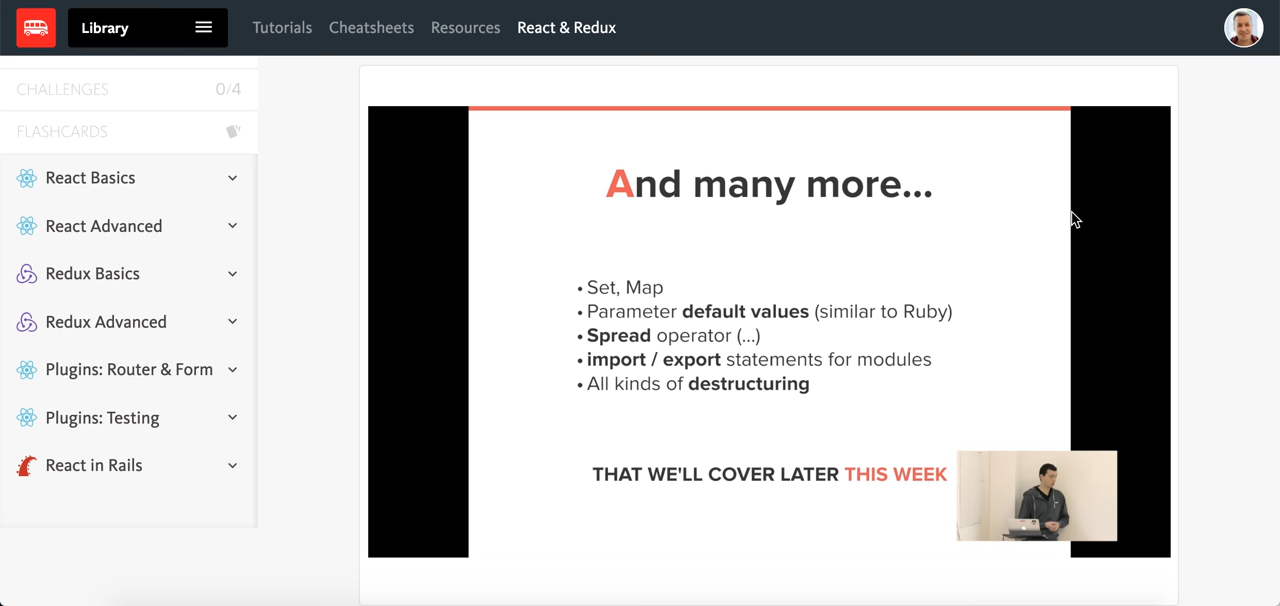 Library
Tutorials Cheatsheets Resources React & Redux
CHALLENGES 0/4
FLASHCARDS
React Basics
React Advanced
Redux Basics
Redux Advanced
Plugins: Router & Form
Plugins: Testing
React in Rails
And many more...
• Set, Map
• Parameter default values (similar to Ruby)
• Spread operator (...)
• import / export statements for modules
• All kinds of destructuring
THAT WE'LL COVER LATER THIS WEEK